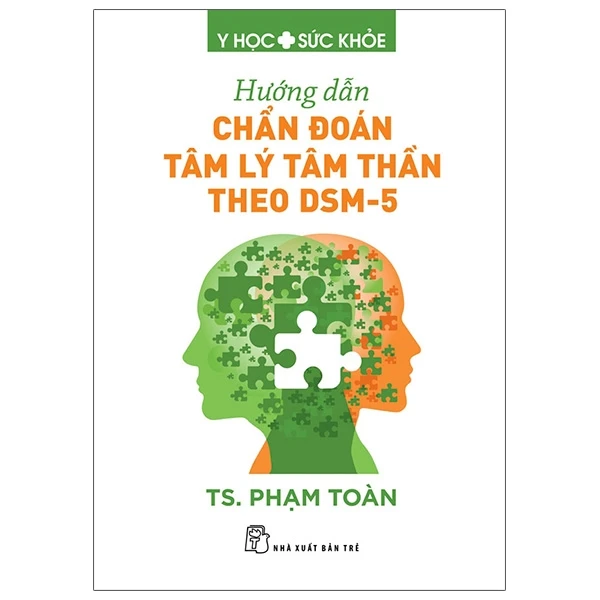 Y HỌC SỨC KHỎE
Hướng dẫn
CHẨN ĐOÁN
TÂM LÝ TÂM THẦN
THEO DSM-5
TS. PHẠM TOÀN
NHÀ XUẤT BẢN TRẺ